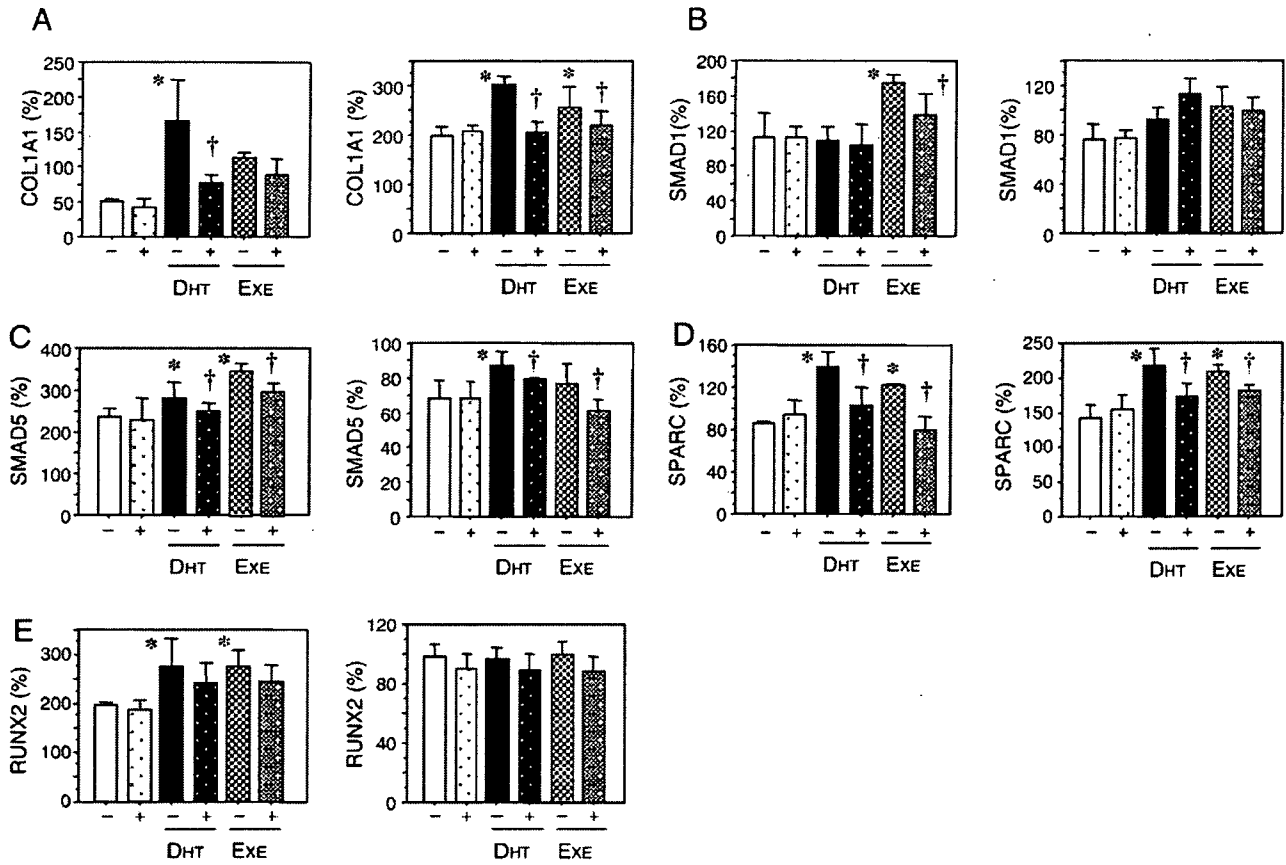 A
B
COL1A1 (%)
250
200
150
100
50
0
* †
− + − + − +
DHT EXE
COL1A1 (%)
300
200
100
0
* † * †
− + − + − +
DHT EXE
SMAD1(%)
200
160
120
80
40
0
* †
− + − + − +
DHT EXE
SMAD1(%)
120
80
40
0
− + − + − +
DHT EXE
C
D
SMAD5 (%)
400
300
250
300
100
0
* † * †
− + − + − +
DHT EXE
SMAD5 (%)
100
80
60
40
20
0
* † †
− + − + − +
DHT EXE
SPARC (%)
160
120
80
40
0
* † * †
− + − + − +
DHT EXE
SPARC (%)
250
200
150
100
50
0
* † * †
− + − + − +
DHT EXE
E
RUNX2 (%)
300
200
300
0
* *
− + − + − +
DHT EXE
RUNX2 (%)
120
80
40
0
− + − + − +
DHT EXE